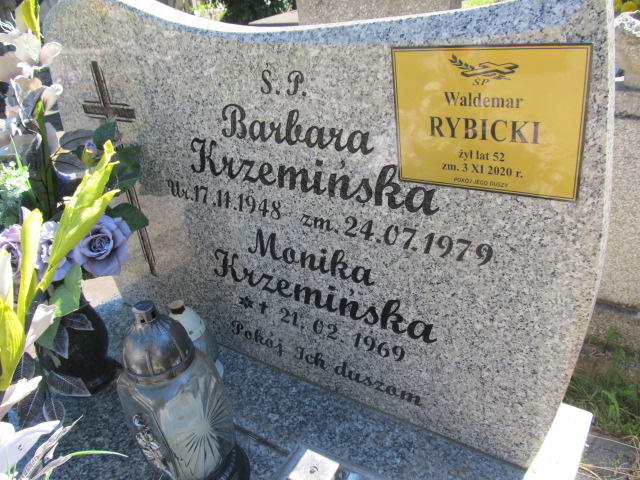 Ś. P.
Barbara
Krzemińska
Ur. 17.11.1948 zm. 24.07.1979
Monika
Krzemińska
* † 21. 02. 1969
Pokój Ich duszom
ŚP
Waldemar
RYBICKI
żył lat 52
zm. 3 XI 2020 r.
POKÓJ JEGO DUSZY